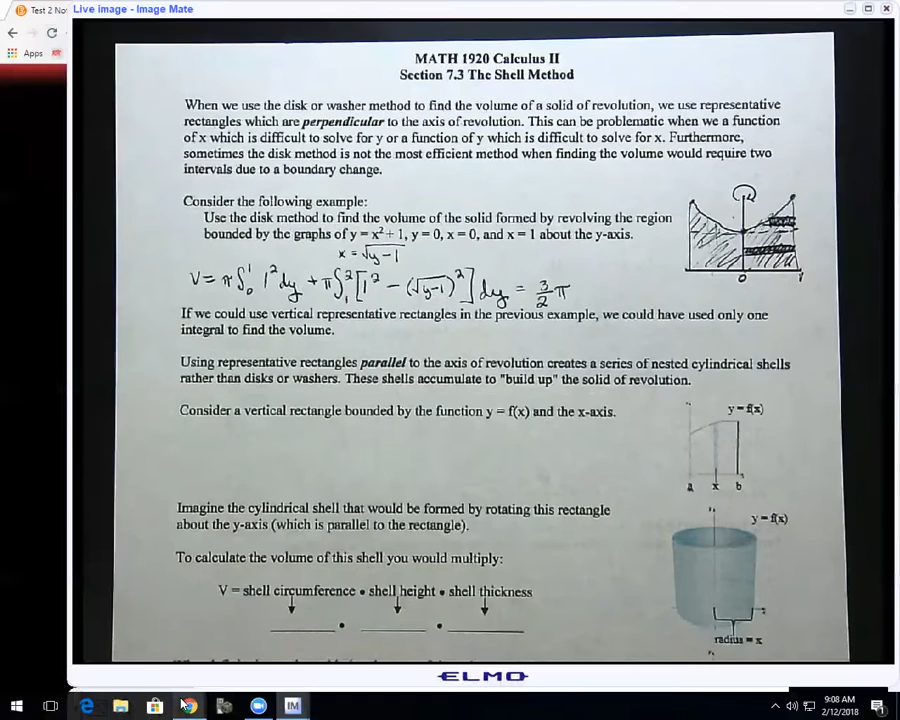 Test 2 No
Live image - Image Mate
Apps
MATH 1920 Calculus II
Section 7.3 The Shell Method
When we use the disk or washer method to find the volume of a solid of revolution, we use representative
rectangles which are perpendicular to the axis of revolution. This can be problematic when we a function
of x which is difficult to solve for y or a function of y which is difficult to solve for x. Furthermore,
sometimes the disk method is not the most efficient method when finding the volume would require two
intervals due to a boundary change.
Consider the following example:
Use the disk method to find the volume of the solid formed by revolving the region
bounded by the graphs of y = x² + 1, y = 0, x = 0, and x = 1 about the y-axis.
x = √y-1
V = π∫₀¹ 1² dy + π∫₁² [1² - (√y-1)²] dy = 3/2 π
0
1
If we could use vertical representative rectangles in the previous example, we could have used only one
integral to find the volume.
Using representative rectangles parallel to the axis of revolution creates a series of nested cylindrical shells
rather than disks or washers. These shells accumulate to "build up" the solid of revolution.
Consider a vertical rectangle bounded by the function y = f(x) and the x-axis.
y = f(x)
a x b
Imagine the cylindrical shell that would be formed by rotating this rectangle
about the y-axis (which is parallel to the rectangle).
y = f(x)
To calculate the volume of this shell you would multiply:
V = shell circumference • shell height • shell thickness
______ • ______ • ______
radius = x
ELMO
IM
9:08 AM
2/12/2018